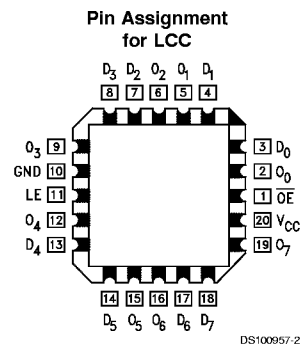 Pin Assignment
for LCC
D3 D2 O2 O1 D1
8 7 6 5 4
O3 9
GND 10
LE 11
O4 12
D4 13
3 D0
2 O0
1 O̅E̅
20 VCC
19 O7
14 15 16 17 18
D5 O5 O6 D6 D7
DS100957-2